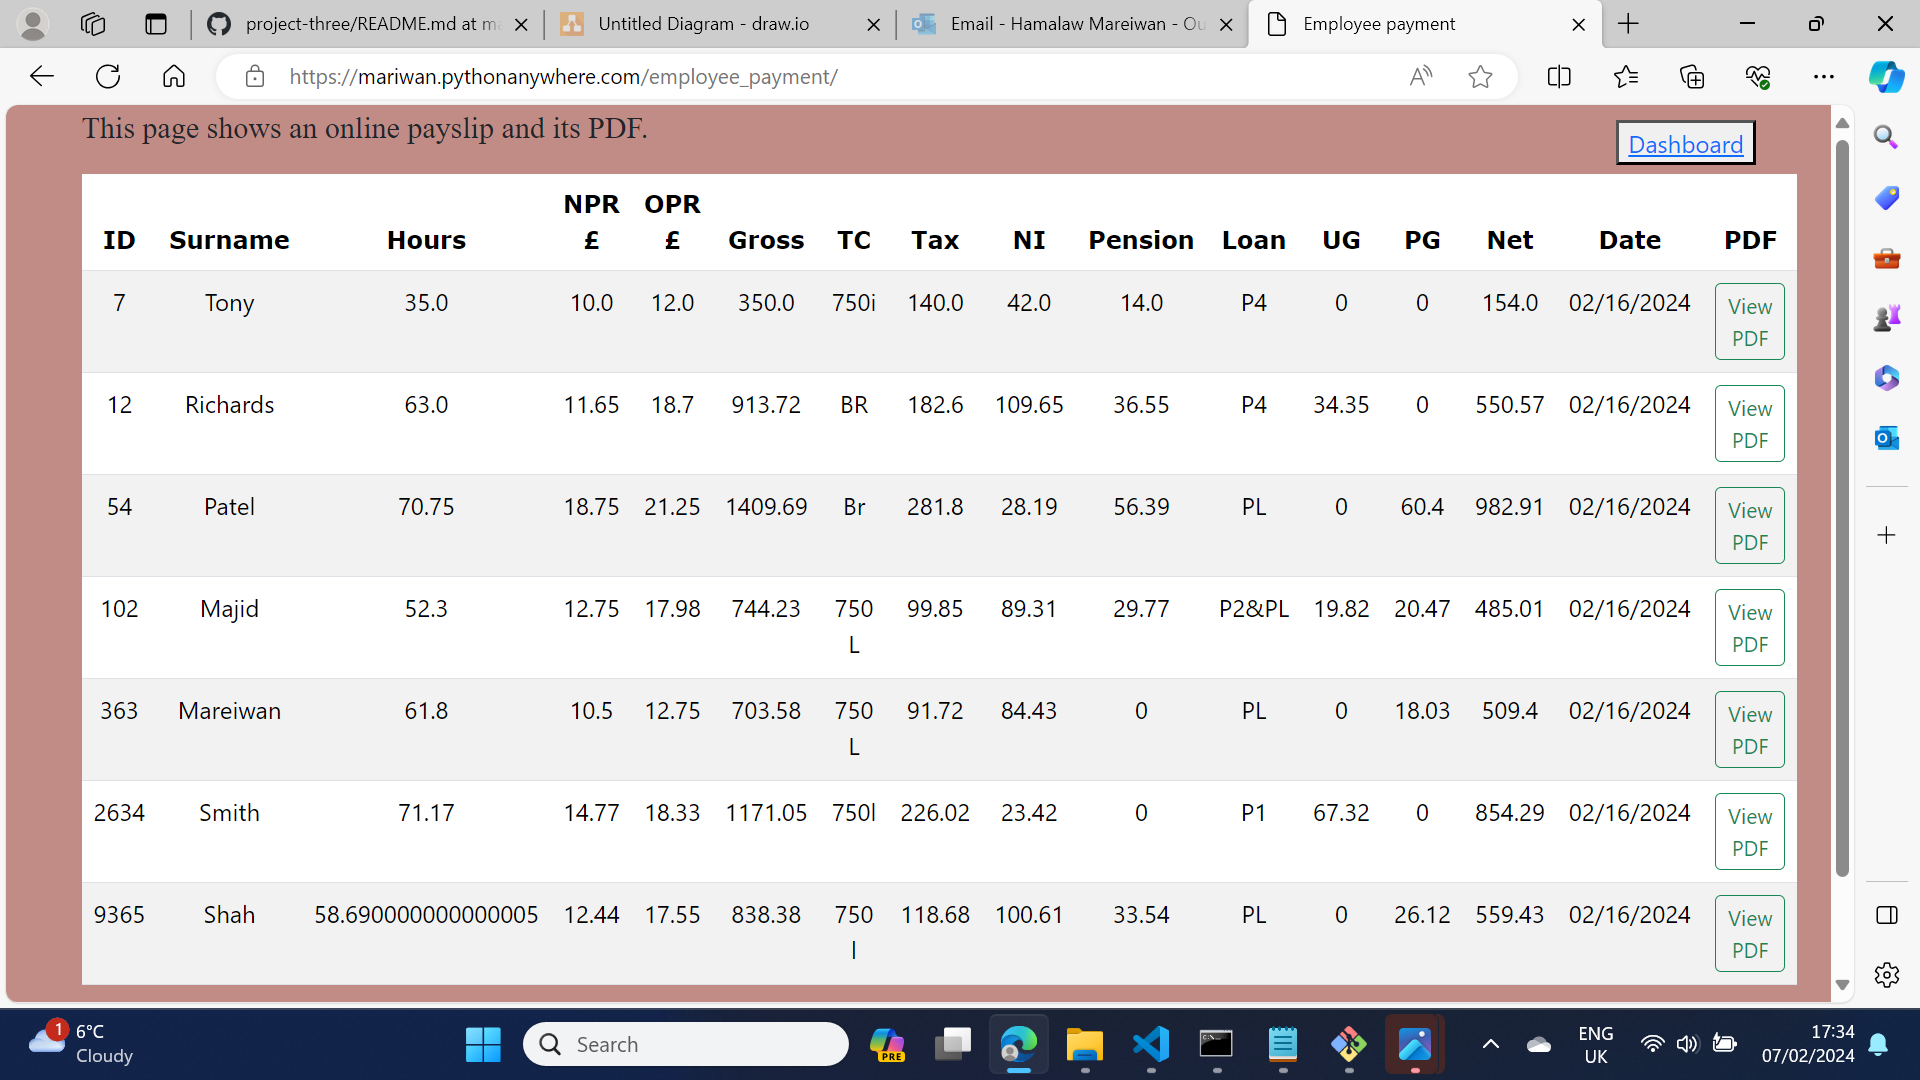 project-three/README.md at ma
Untitled Diagram - draw.io
Email - Hamalaw Mareiwan - Ou
Employee payment
https://mariwan.pythonanywhere.com/employee_payment/
This page shows an online payslip and its PDF.
Dashboard
ID Surname Hours NPR £ OPR £ Gross TC Tax NI Pension Loan UG PG Net Date PDF
7 Tony 35.0 10.0 12.0 350.0 750i 140.0 42.0 14.0 P4 0 0 154.0 02/16/2024 View PDF
12 Richards 63.0 11.65 18.7 913.72 BR 182.6 109.65 36.55 P4 34.35 0 550.57 02/16/2024 View PDF
54 Patel 70.75 18.75 21.25 1409.69 Br 281.8 28.19 56.39 PL 0 60.4 982.91 02/16/2024 View PDF
102 Majid 52.3 12.75 17.98 744.23 750 L 99.85 89.31 29.77 P2&PL 19.82 20.47 485.01 02/16/2024 View PDF
363 Mareiwan 61.8 10.5 12.75 703.58 750 L 91.72 84.43 0 PL 0 18.03 509.4 02/16/2024 View PDF
2634 Smith 71.17 14.77 18.33 1171.05 750l 226.02 23.42 0 P1 67.32 0 854.29 02/16/2024 View PDF
9365 Shah 58.690000000000005 12.44 17.55 838.38 750 l 118.68 100.61 33.54 PL 0 26.12 559.43 02/16/2024 View PDF
1
6°C
Cloudy
Search
PRE
ENG
UK
17:34
07/02/2024